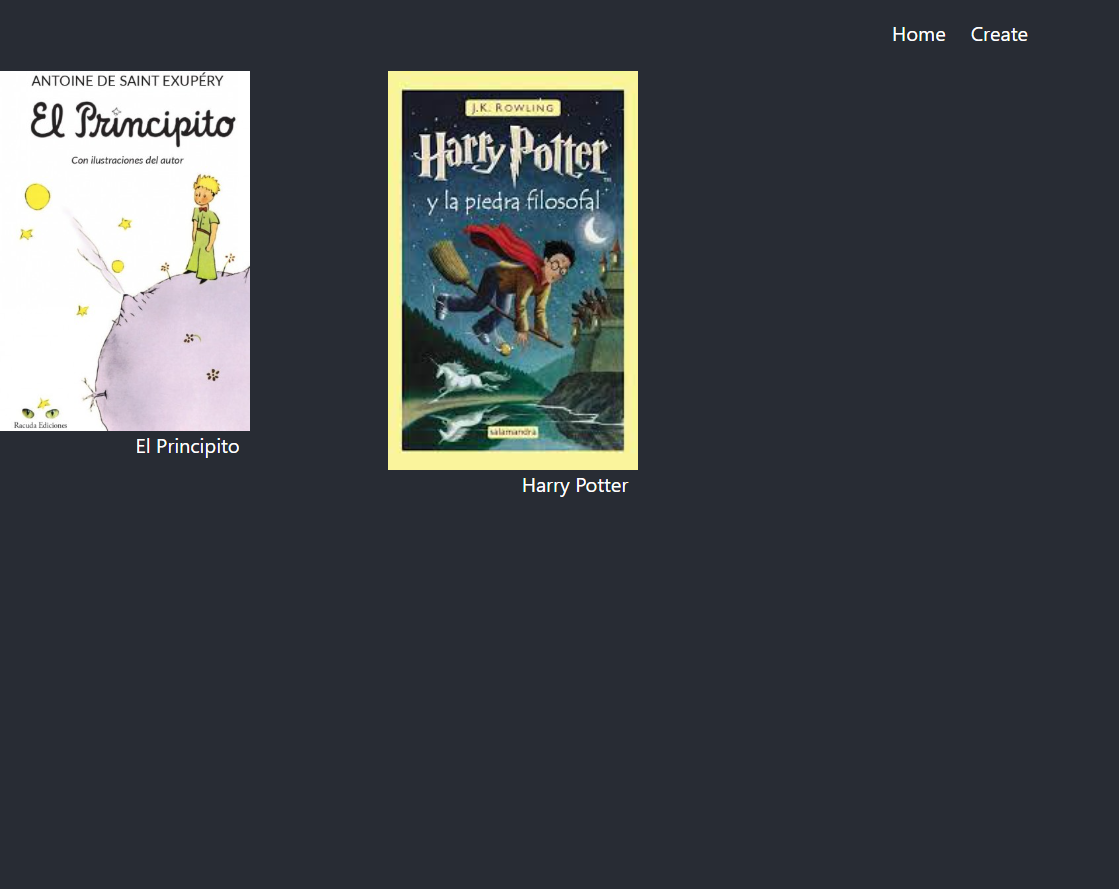 Home Create
ANTOINE DE SAINT EXUPÉRY
El Principito
Con ilustraciones del autor
Racuda Ediciones
El Principito
J.K. ROWLING
Harry Potter
TM
y la piedra filosofal
salamandra
Harry Potter